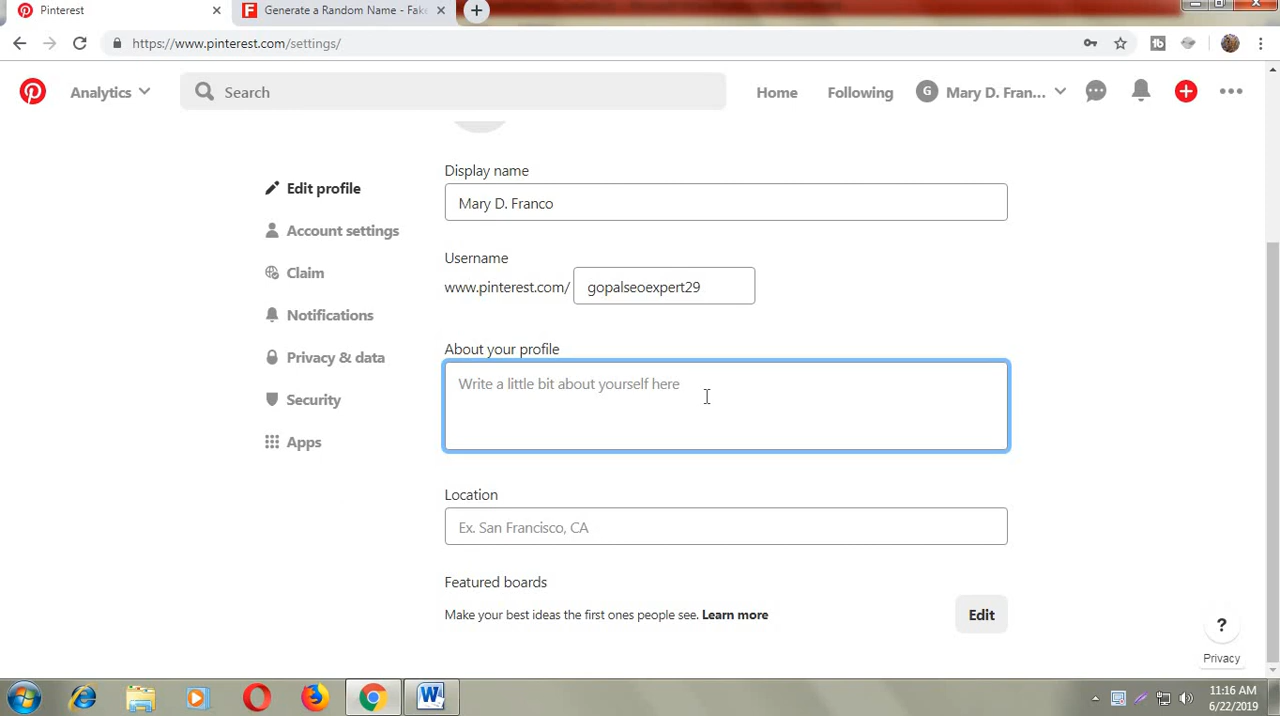 Pinterest
Generate a Random Name - Fake
https://www.pinterest.com/settings/
Analytics
Search
Home
Following
G
Mary D. Fran...
Display name
Edit profile
Mary D. Franco
Account settings
Username
Claim
www.pinterest.com/
gopalseoexpert29
Notifications
About your profile
Privacy & data
Write a little bit about yourself here
Security
Apps
Location
Ex. San Francisco, CA
Featured boards
Make your best ideas the first ones people see. Learn more
Edit
?
Privacy
11:16 AM
6/22/2019